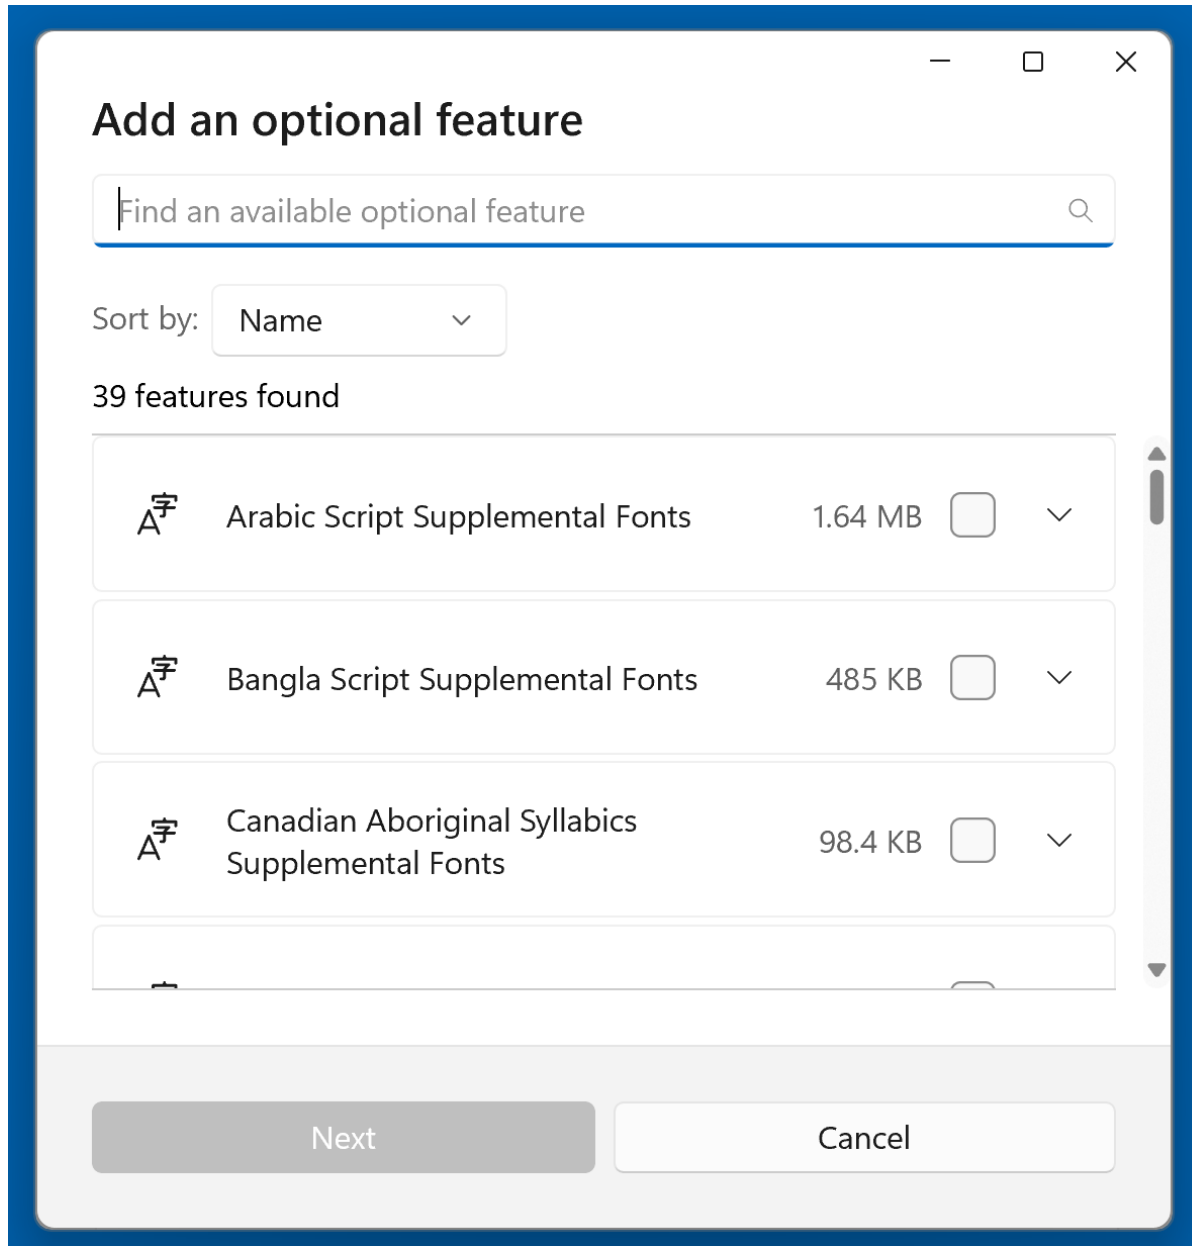 Add an optional feature
Find an available optional feature
Sort by: Name
39 features found
Arabic Script Supplemental Fonts 1.64 MB
Bangla Script Supplemental Fonts 485 KB
Canadian Aboriginal Syllabics
Supplemental Fonts 98.4 KB
Next Cancel